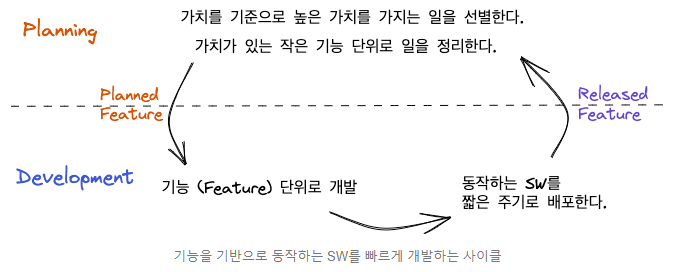 Planning
가치를 기준으로 높은 가치를 가지는 일을 선별한다.
가치가 있는 작은 기능 단위로 일을 정리한다.
Planned
Feature
Released
Feature
Development
기능 (Feature) 단위로 개발
동작하는 SW를
짧은 주기로 배포한다.
기능을 기반으로 동작하는 SW를 빠르게 개발하는 사이클